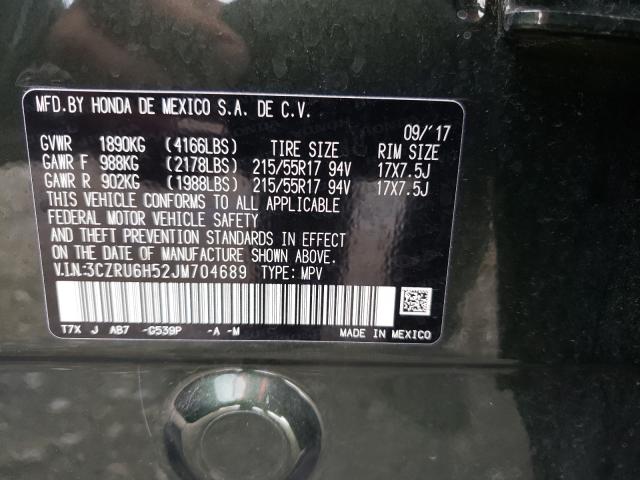 MFD.BY HONDA DE MEXICO S.A. DE C.V.
09/'17
GVWR 1890KG (4166LBS) TIRE SIZE RIM SIZE
GAWR F 988KG (2178LBS) 215/55R17 94V 17X7.5J
GAWR R 902KG (1988LBS) 215/55R17 94V 17X7.5J
THIS VEHICLE CONFORMS TO ALL APPLICABLE
FEDERAL MOTOR VEHICLE SAFETY
AND THEFT PREVENTION STANDARDS IN EFFECT
ON THE DATE OF MANUFACTURE SHOWN ABOVE.
V.I.N:3CZRU6H52JM704689 TYPE: MPV
T7X J AB7 -G539P -A -M MADE IN MEXICO